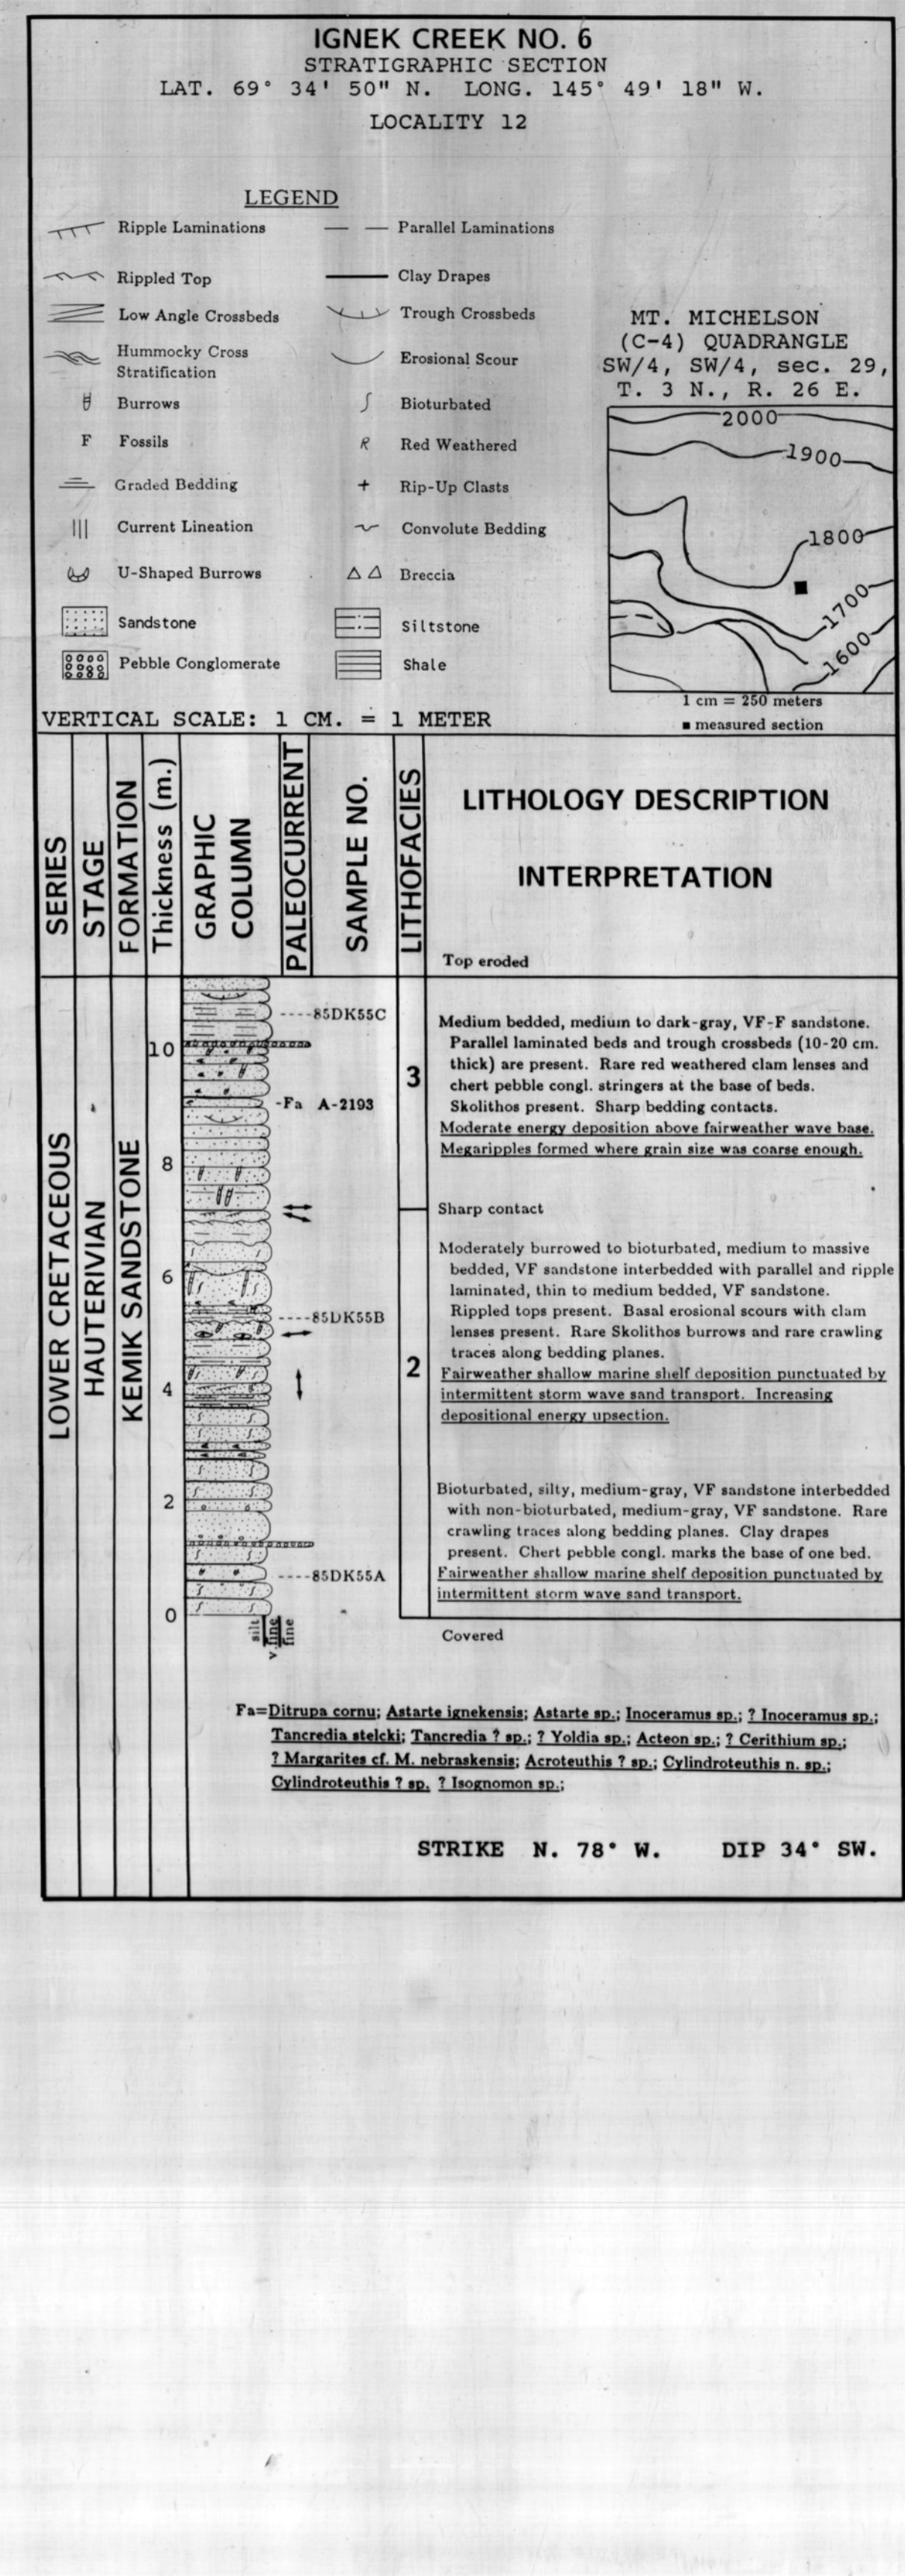 IGNEK CREEK NO. 6
STRATIGRAPHIC SECTION
LAT. 69° 34' 50" N. LONG. 145° 49' 18" W.
LOCALITY 12
LEGEND
Ripple Laminations
Parallel Laminations
Rippled Top
Clay Drapes
Low Angle Crossbeds
Trough Crossbeds
Hummocky Cross
Stratification
Erosional Scour
Burrows
Bioturbated
F Fossils
R Red Weathered
Graded Bedding
+ Rip-Up Clasts
Current Lineation
Convolute Bedding
U-Shaped Burrows
Breccia
Sandstone
Siltstone
Pebble Conglomerate
Shale
MT. MICHELSON
(C-4) QUADRANGLE
SW/4, SW/4, sec. 29,
T. 3 N., R. 26 E.
2000
1900
1800
1700
1600
1 cm = 250 meters
■ measured section
VERTICAL SCALE: 1 CM. = 1 METER
SERIES
STAGE
FORMATION
Thickness (m.)
GRAPHIC
COLUMN
PALEOCURRENT
SAMPLE NO.
LITHOFACIES
LITHOLOGY DESCRIPTION
INTERPRETATION
Top eroded
LOWER CRETACEOUS
HAUTERIVIAN
KEMIK SANDSTONE
10
8
6
4
2
0
----85DK55C
-Fa A-2193
----85DK55B
----85DK55A
silt
v. fine
fine
3
2
Medium bedded, medium to dark-gray, VF-F sandstone.
Parallel laminated beds and trough crossbeds (10-20 cm.
thick) are present. Rare red weathered clam lenses and
chert pebble congl. stringers at the base of beds.
Skolithos present. Sharp bedding contacts.
Moderate energy deposition above fairweather wave base.
Megaripples formed where grain size was coarse enough.
Sharp contact
Moderately burrowed to bioturbated, medium to massive
bedded, VF sandstone interbedded with parallel and ripple
laminated, thin to medium bedded, VF sandstone.
Rippled tops present. Basal erosional scours with clam
lenses present. Rare Skolithos burrows and rare crawling
traces along bedding planes.
Fairweather shallow marine shelf deposition punctuated by
intermittent storm wave sand transport. Increasing
depositional energy upsection.
Bioturbated, silty, medium-gray, VF sandstone interbedded
with non-bioturbated, medium-gray, VF sandstone. Rare
crawling traces along bedding planes. Clay drapes
present. Chert pebble congl. marks the base of one bed.
Fairweather shallow marine shelf deposition punctuated by
intermittent storm wave sand transport.
Covered
Fa=Ditrupa cornu; Astarte ignekensis; Astarte sp.; Inoceramus sp.; ? Inoceramus sp.;
Tancredia stelcki; Tancredia ? sp.; ? Yoldia sp.; Acteon sp.; ? Cerithium sp.;
? Margarites cf. M. nebraskensis; Acroteuthis ? sp.; Cylindroteuthis n. sp.;
Cylindroteuthis ? sp. ? Isognomon sp.;
STRIKE N. 78° W. DIP 34° SW.